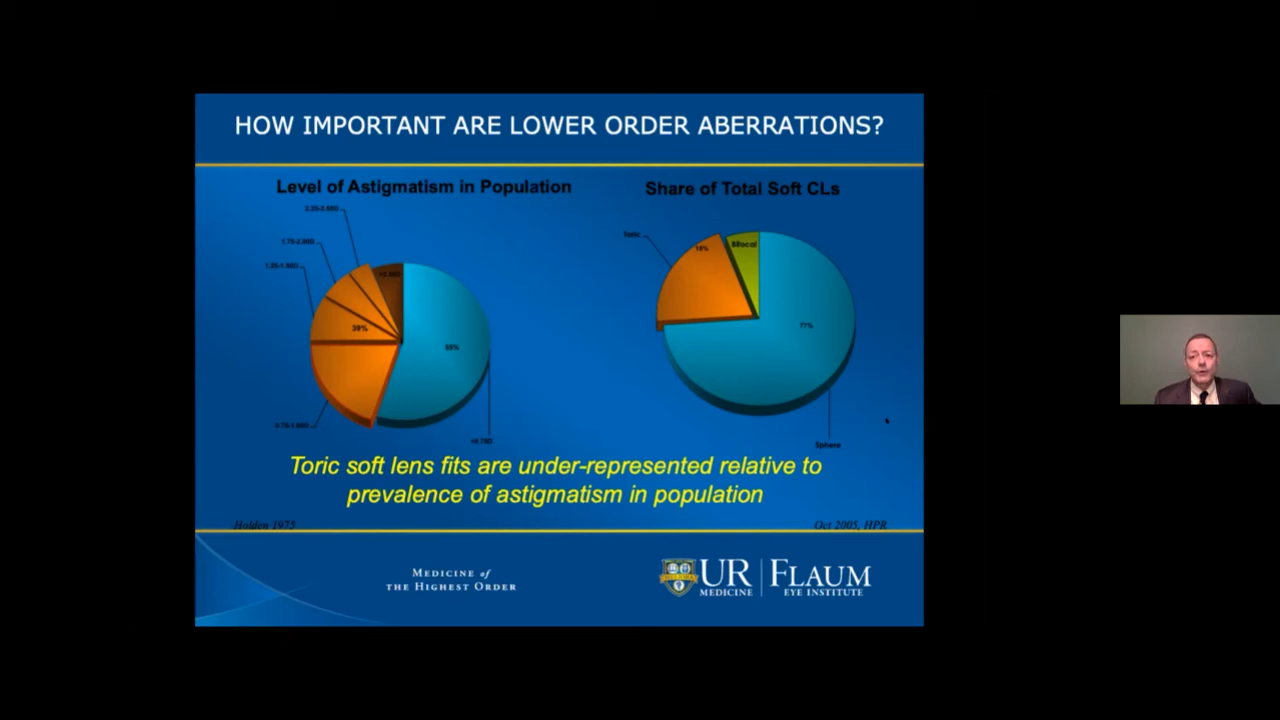 HOW IMPORTANT ARE LOWER ORDER ABERRATIONS?
Level of Astigmatism in Population
Share of Total Soft CLs
Toric
Bifocal
39%
77%
Sphere
Toric soft lens fits are under-represented relative to
prevalence of astigmatism in population
Holden 1975
Oct 2005, HPR
MEDICINE of
THE HIGHEST ORDER
UR
MEDICINE
FLAUM
EYE INSTITUTE